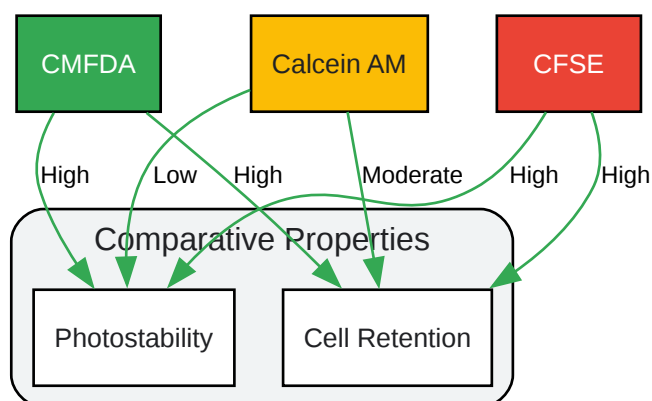 CMFDA
Calcein AM
CFSE
High
Low
High
Moderate
High
High
Comparative Properties
Photostability
Cell Retention